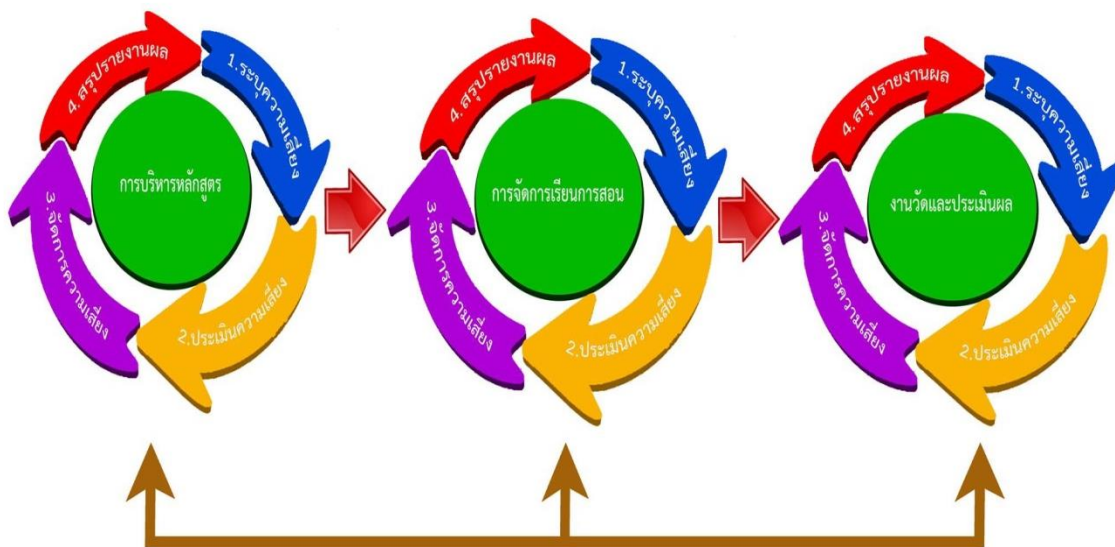 4.สรุปรายงานผล
1.ระบุความเสี่ยง
การบริหารหลักสูตร
3.จัดการความเสี่ยง
2.ประเมินความเสี่ยง
4.สรุปรายงานผล
1.ระบุความเสี่ยง
การจัดการเรียนการสอน
3.จัดการความเสี่ยง
2.ประเมินความเสี่ยง
4.สรุปรายงานผล
1.ระบุความเสี่ยง
งานวัดและประเมินผล
3.จัดการความเสี่ยง
2.ประเมินความเสี่ยง